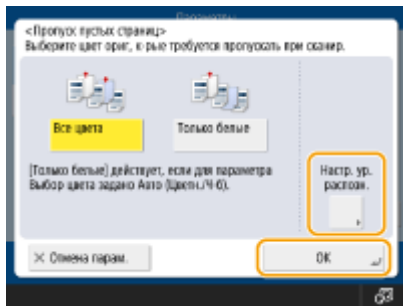 Параметры
<Пропуск пустых страниц>
Выберите цвет ориг., к-рые требуется пропускать при сканир.
Все цвета
Только белые
[Только белые] действует, если для параметра
Выбор цвета задано Авто (Цветн./Ч-б).
Настр. ур.
распозн.
× Отмена парам.
OK